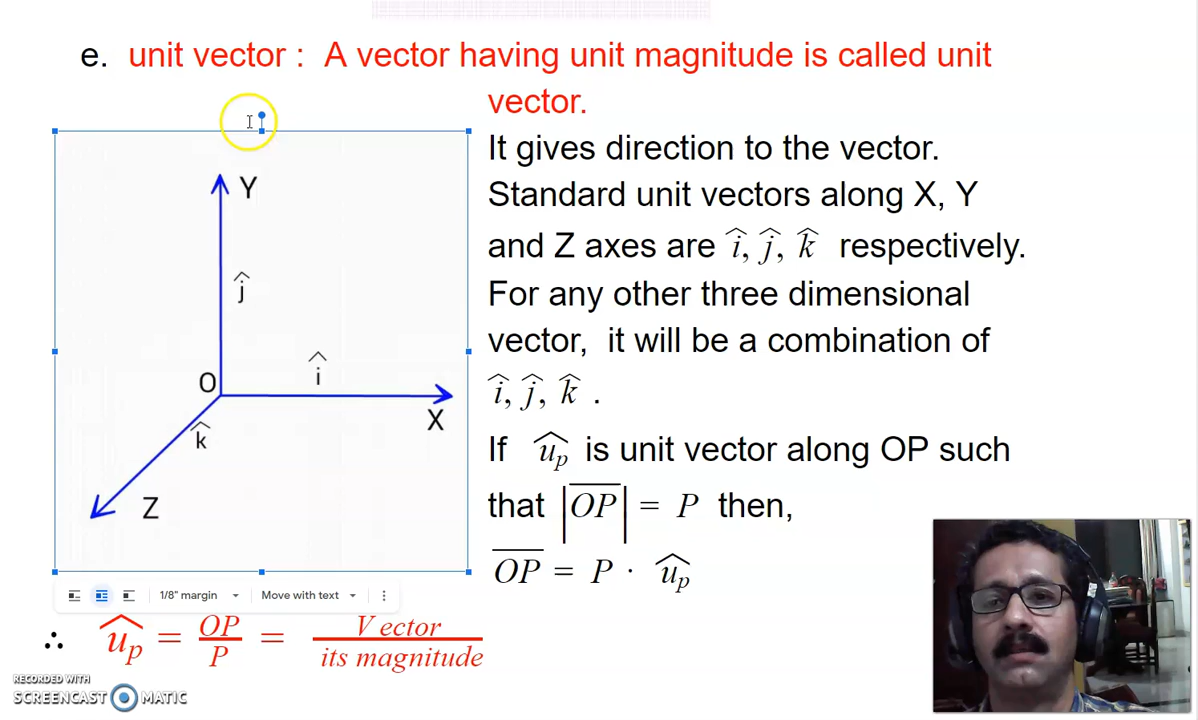 e. unit vector : A vector having unit magnitude is called unit
vector.
It gives direction to the vector.
Standard unit vectors along X, Y
and Z axes are î, ĵ, k̂ respectively.
For any other three dimensional
vector, it will be a combination of
î, ĵ, k̂ .
If û_p is unit vector along OP such
that |O̅P̅| = P then,
O̅P̅ = P · û_p
Y
ĵ
O
î
X
k̂
Z
1/8" margin
Move with text
∴ û_p = OP/P = Vector/its magnitude
RECORDED WITH
SCREENCAST MATIC